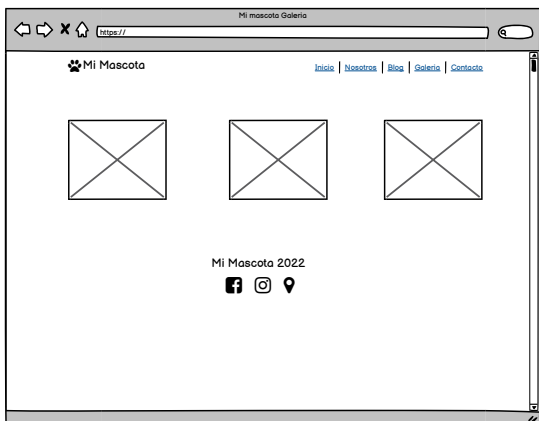 Mi mascota Galeria
https://
Mi Mascota
Inicio | Nosotros | Blog | Galeria | Contacto
Mi Mascota 2022